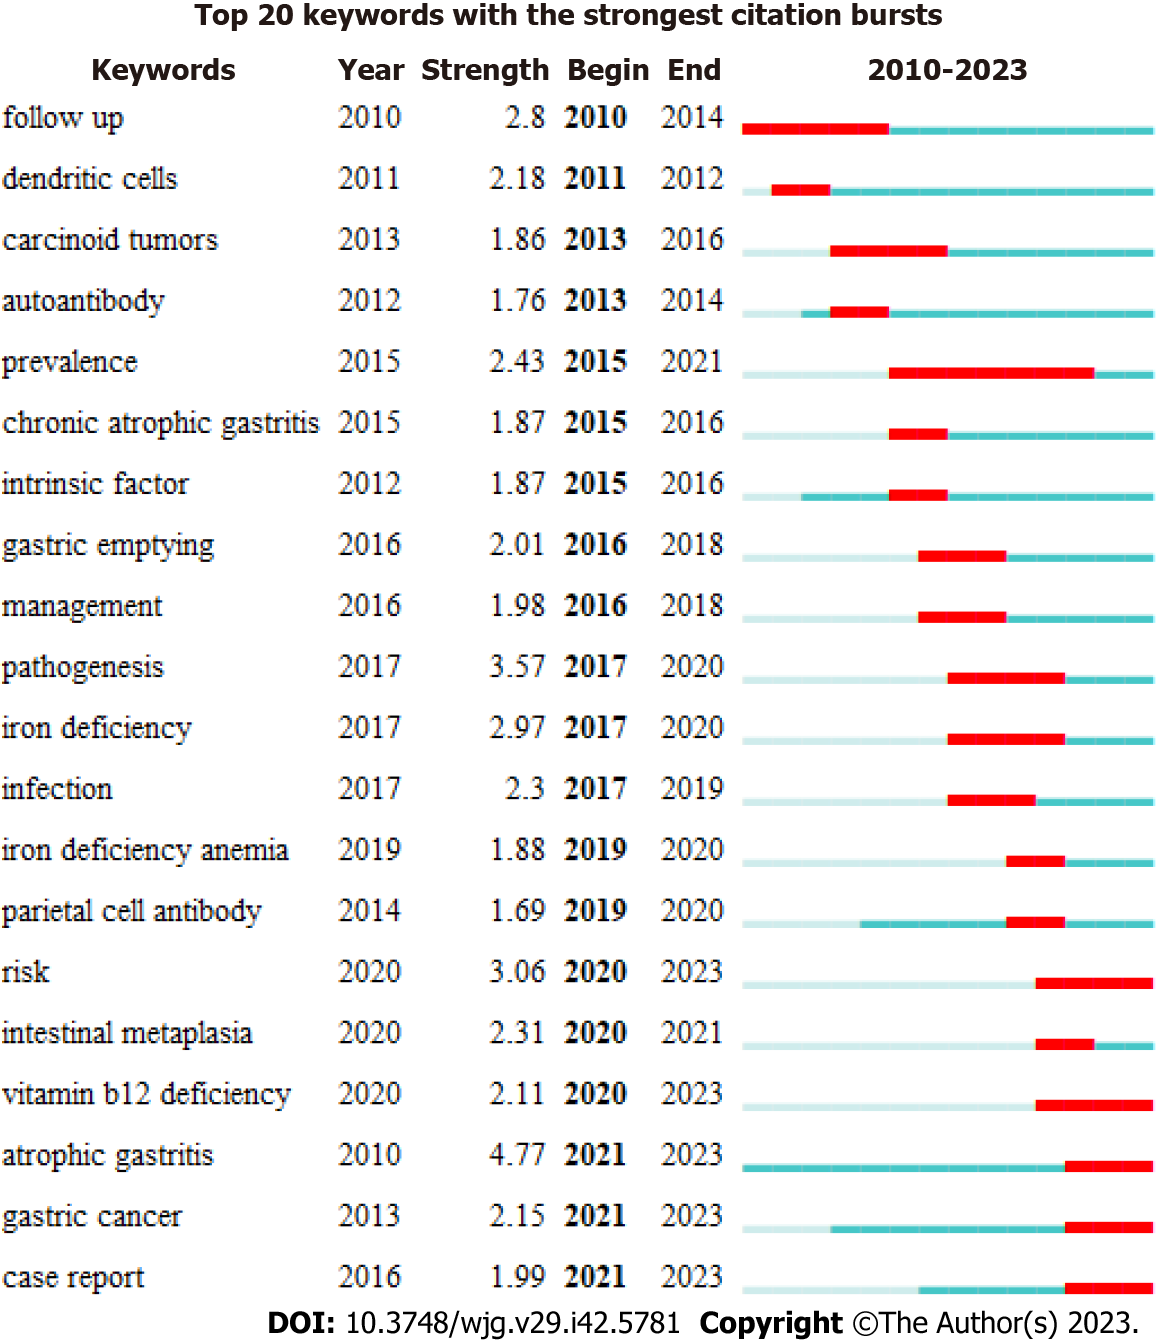 Top 20 keywords with the strongest citation bursts
Keywords Year Strength Begin End 2010-2023
follow up 2010 2.8 2010 2014
dendritic cells 2011 2.18 2011 2012
carcinoid tumors 2013 1.86 2013 2016
autoantibody 2012 1.76 2013 2014
prevalence 2015 2.43 2015 2021
chronic atrophic gastritis 2015 1.87 2015 2016
intrinsic factor 2012 1.87 2015 2016
gastric emptying 2016 2.01 2016 2018
management 2016 1.98 2016 2018
pathogenesis 2017 3.57 2017 2020
iron deficiency 2017 2.97 2017 2020
infection 2017 2.3 2017 2019
iron deficiency anemia 2019 1.88 2019 2020
parietal cell antibody 2014 1.69 2019 2020
risk 2020 3.06 2020 2023
intestinal metaplasia 2020 2.31 2020 2021
vitamin b12 deficiency 2020 2.11 2020 2023
atrophic gastritis 2010 4.77 2021 2023
gastric cancer 2013 2.15 2021 2023
case report 2016 1.99 2021 2023
DOI: 10.3748/wjg.v29.i42.5781 Copyright ©The Author(s) 2023.